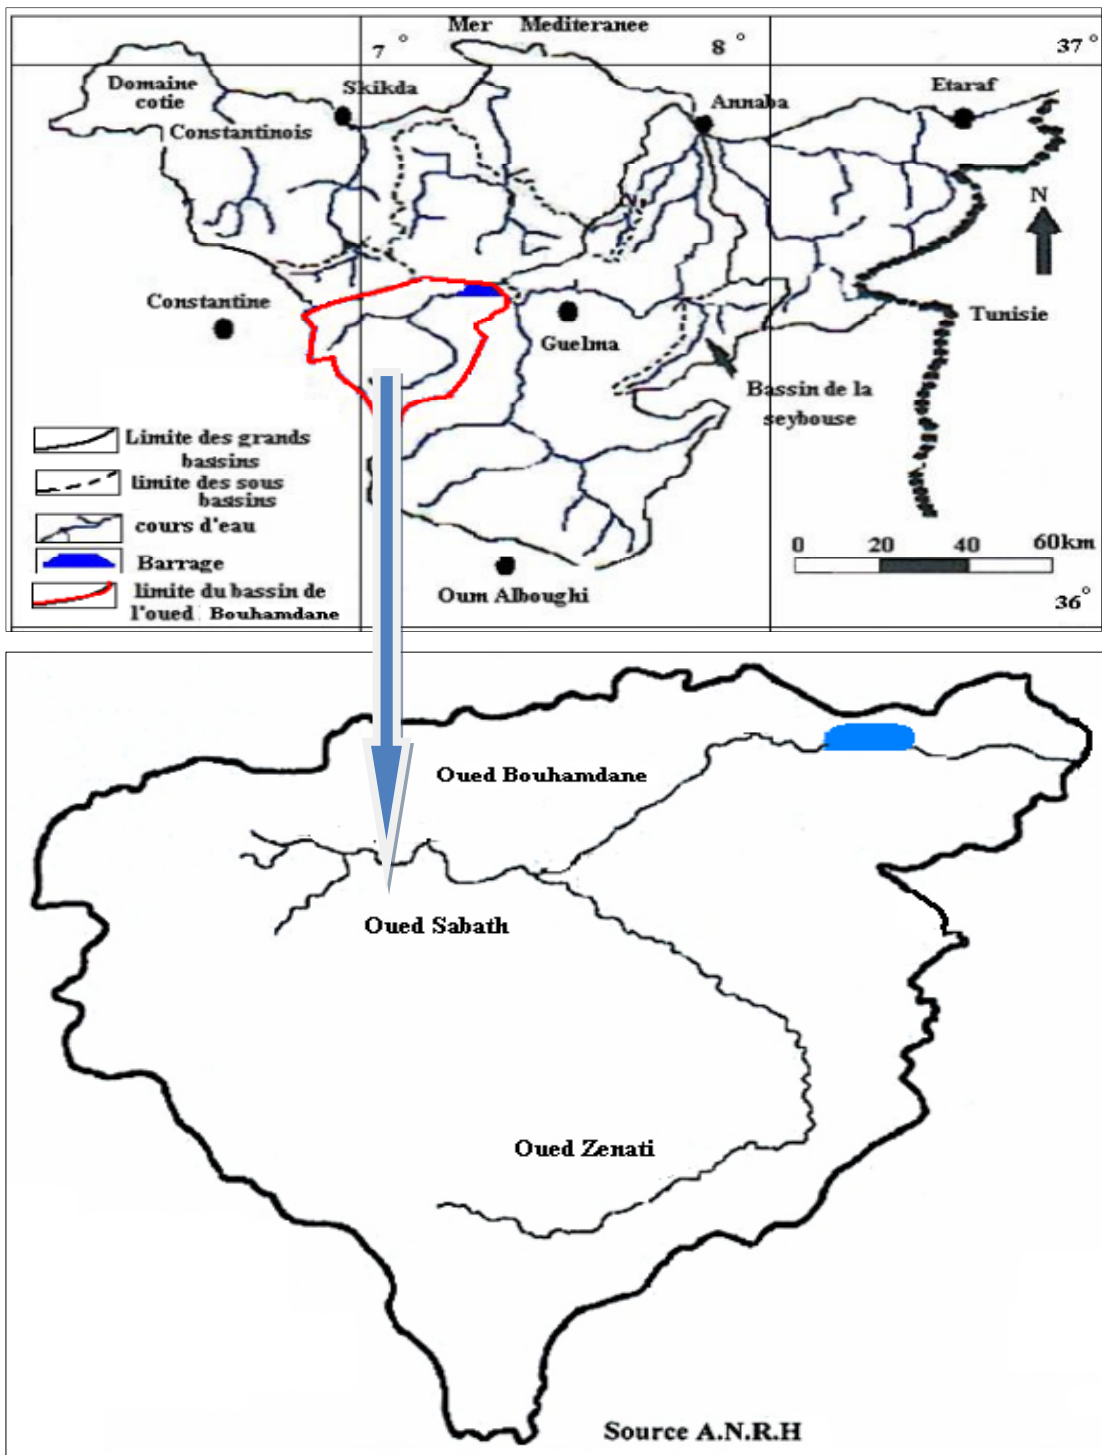 Mer Mediteranee
7°
8°
37°
Domaine
cotie
Constantinois
Skikda
Annaba
Etaraf
N
Constantine
Guelma
Tunisie
Bassin de la
seybouse
Limite des grands
bassins
limite des sous
bassins
cours d'eau
Barrage
limite du bassin de
l'oued Bouhamdane
Oum Alboughi
0 20 40 60km
36°
Oued Bouhamdane
Oued Sabath
Oued Zenati
Source A.N.R.H